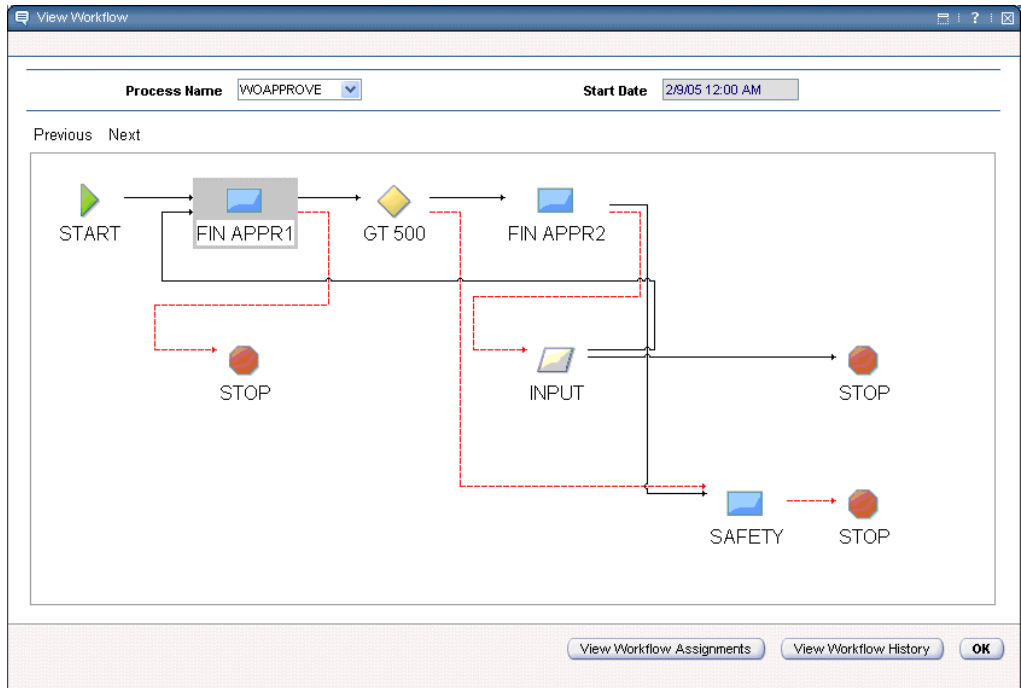 View Workflow
?
Process Name WOAPPROVE Start Date 2/9/05 12:00 AM
Previous Next
START FIN APPR1 GT 500 FIN APPR2
STOP INPUT STOP
SAFETY STOP
View Workflow Assignments View Workflow History OK